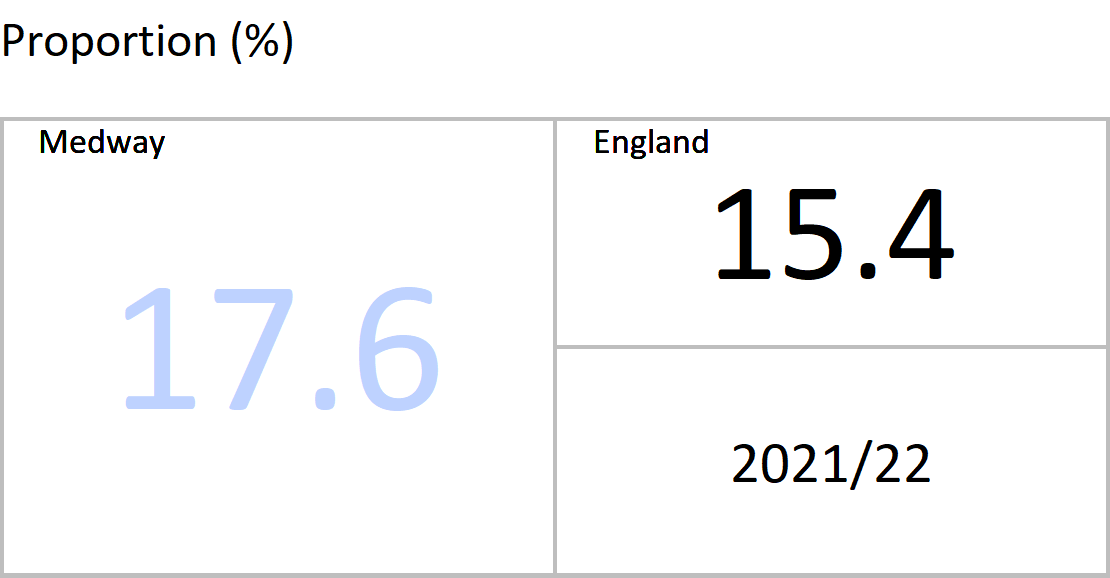 Proportion (%)
Medway
17.6
England
15.4
2021/22